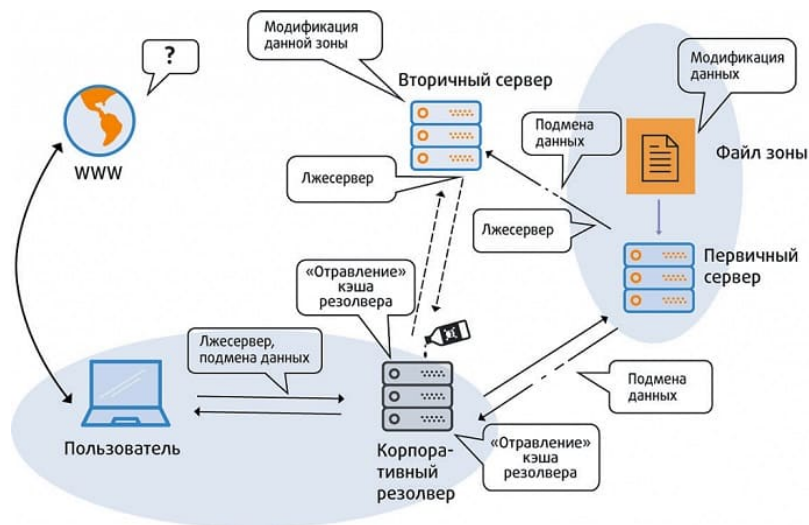 ?
WWW
Модификация
данной зоны
Вторичный сервер
Модификация
данных
Подмена
данных
Файл зоны
Лжесервер
Лжесервер
Первичный
сервер
«Отравление»
кэша
резолвера
Лжесервер,
подмена данных
Подмена
данных
Пользователь
Корпора-
тивный
резолвер
«Отравление»
кэша
резолвера